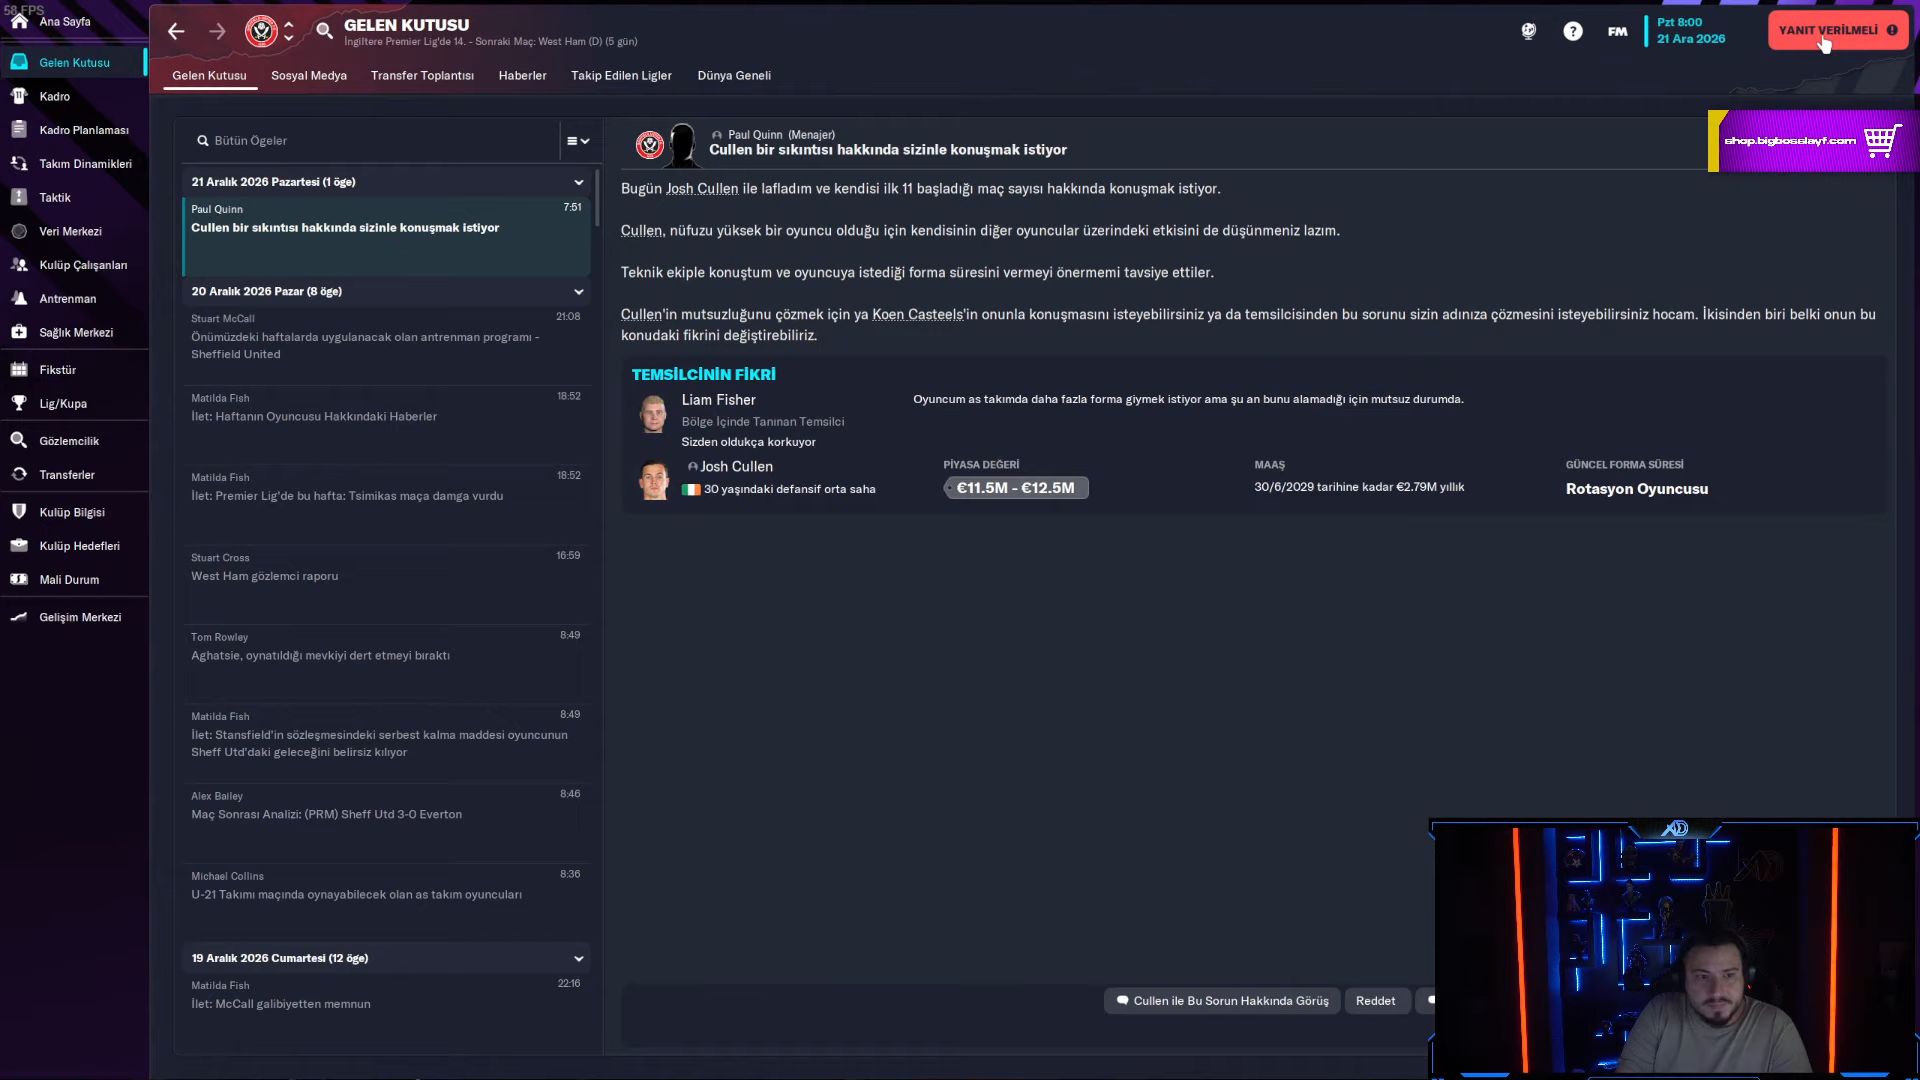 58 FPS
Ana Sayfa
Gelen Kutusu
Kadro
Kadro Planlaması
Takım Dinamikleri
Taktik
Veri Merkezi
Kulüp Çalışanları
Antrenman
Sağlık Merkezi
Fikstür
Lig/Kupa
Gözlemcilik
Transferler
Kulüp Bilgisi
Kulüp Hedefleri
Mali Durum
Gelişim Merkezi
GELEN KUTUSU
İngiltere Premier Lig'de 14. - Sonraki Maç: West Ham (D) (5 gün)
FM
Pzt 8:00
21 Ara 2026
YANIT VERİLMELİ
Gelen Kutusu
Sosyal Medya
Transfer Toplantısı
Haberler
Takip Edilen Ligler
Dünya Geneli
shop.bigbosslayf.com
Bütün Ögeler
21 Aralık 2026 Pazartesi (1 öge)
Paul Quinn 7:51
Cullen bir sıkıntısı hakkında sizinle konuşmak istiyor
20 Aralık 2026 Pazar (8 öge)
Stuart McCall 21:08
Önümüzdeki haftalarda uygulanacak olan antrenman programı -
Sheffield United
Matilda Fish 18:52
İlet: Haftanın Oyuncusu Hakkındaki Haberler
Matilda Fish 18:52
İlet: Premier Lig'de bu hafta: Tsimikas maça damga vurdu
Stuart Cross 16:59
West Ham gözlemci raporu
Tom Rowley 8:49
Aghatsie, oynatıldığı mevkiyi dert etmeyi bıraktı
Matilda Fish 8:49
İlet: Stansfield'in sözleşmesindeki serbest kalma maddesi oyuncunun
Sheff Utd'daki geleceğini belirsiz kılıyor
Alex Bailey 8:46
Maç Sonrası Analizi: (PRM) Sheff Utd 3-0 Everton
Michael Collins 8:36
U-21 Takımı maçında oynayabilecek olan as takım oyuncuları
19 Aralık 2026 Cumartesi (12 öge)
Matilda Fish 22:16
İlet: McCall galibiyetten memnun
Paul Quinn (Menajer)
Cullen bir sıkıntısı hakkında sizinle konuşmak istiyor
Bugün Josh Cullen ile lafladım ve kendisi ilk 11 başladığı maç sayısı hakkında konuşmak istiyor.
Cullen, nüfuzu yüksek bir oyuncu olduğu için kendisinin diğer oyuncular üzerindeki etkisini de düşünmeniz lazım.
Teknik ekiple konuştum ve oyuncuya istediği forma süresini vermeyi önermemi tavsiye ettiler.
Cullen'in mutsuzluğunu çözmek için ya Koen Casteels'in onunla konuşmasını isteyebilirsiniz ya da temsilcisinden bu sorunu sizin adınıza çözmesini isteyebilirsiniz hocam. İkisinden biri belki onun bu
konudaki fikrini değiştirebiliriz.
TEMSİLCİNİN FİKRİ
Liam Fisher
Bölge İçinde Tanınan Temsilci
Sizden oldukça korkuyor
Oyuncum as takımda daha fazla forma giymek istiyor ama şu an bunu alamadığı için mutsuz durumda.
Josh Cullen
30 yaşındaki defansif orta saha
PİYASA DEĞERİ
€11.5M - €12.5M
MAAŞ
30/6/2029 tarihine kadar €2.79M yıllık
GÜNCEL FORMA SÜRESİ
Rotasyon Oyuncusu
Cullen ile Bu Sorun Hakkında Görüş
Reddet